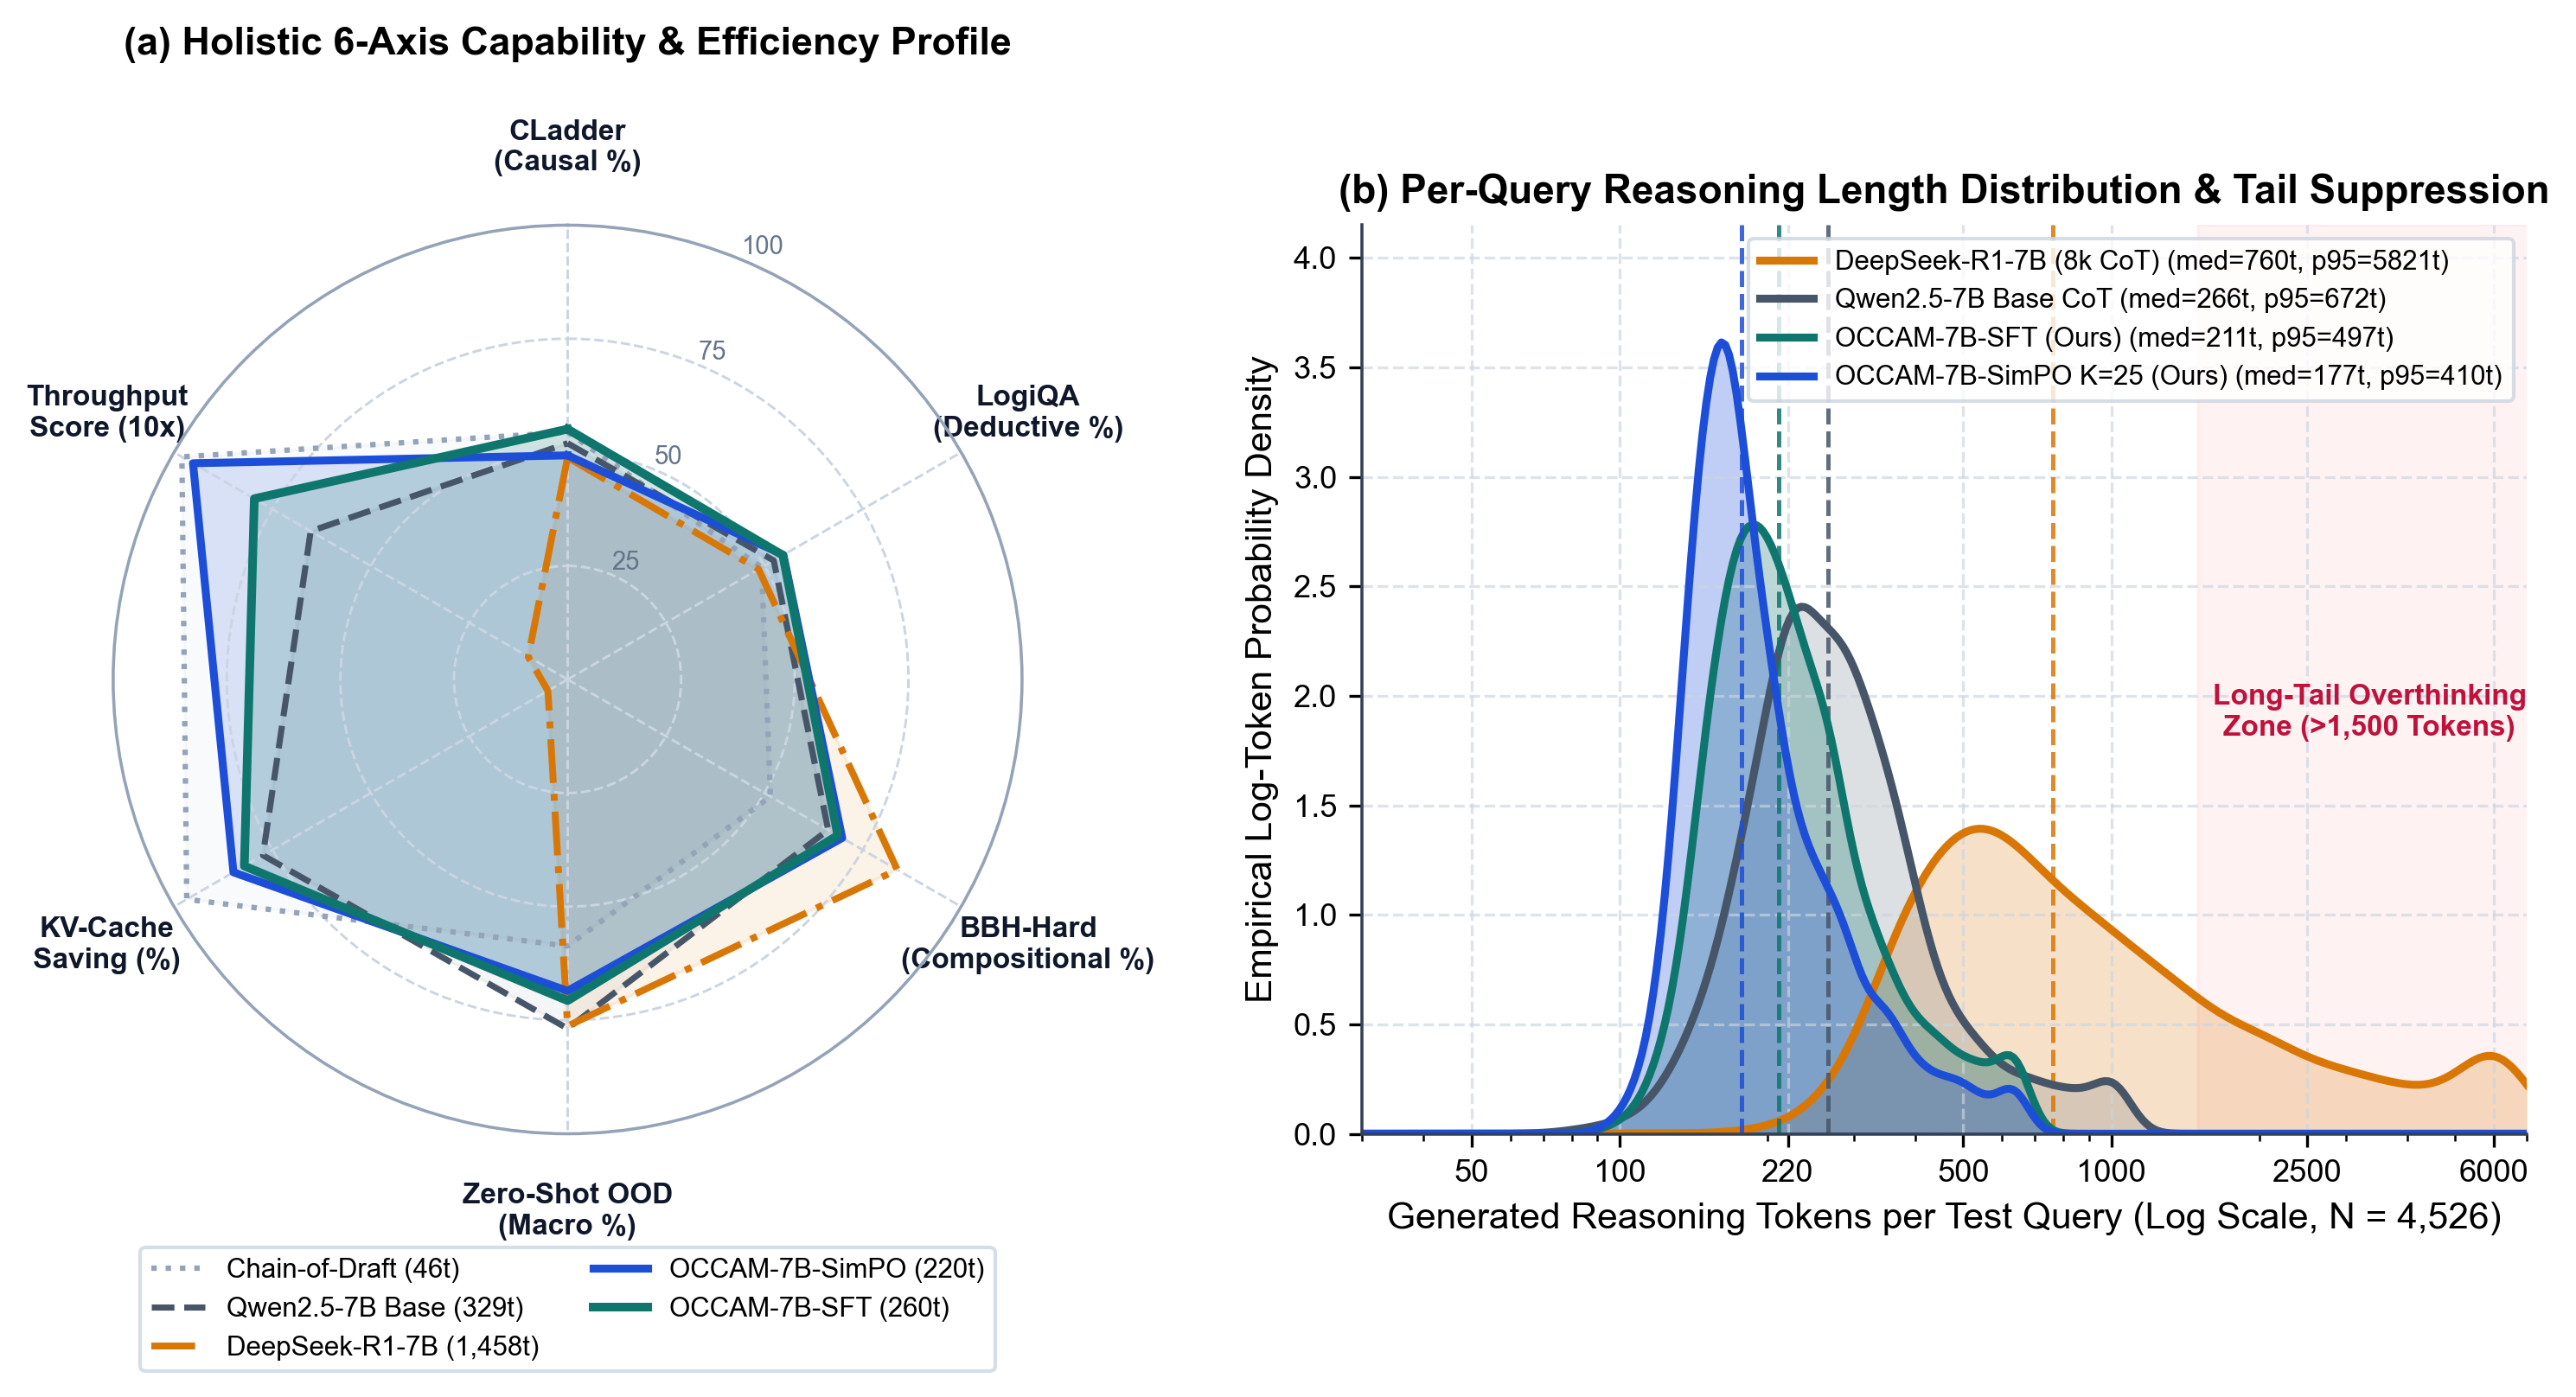 (a) Holistic 6-Axis Capability & Efficiency Profile
CLadder
(Causal %)
LogiQA
(Deductive %)
BBH-Hard
(Compositional %)
Zero-Shot OOD
(Macro %)
KV-Cache
Saving (%)
Throughput
Score (10x)
100
75
50
25
Chain-of-Draft (46t)
Qwen2.5-7B Base (329t)
DeepSeek-R1-7B (1,458t)
OCCAM-7B-SimPO (220t)
OCCAM-7B-SFT (260t)
(b) Per-Query Reasoning Length Distribution & Tail Suppression
DeepSeek-R1-7B (8k CoT) (med=760t, p95=5821t)
Qwen2.5-7B Base CoT (med=266t, p95=672t)
OCCAM-7B-SFT (Ours) (med=211t, p95=497t)
OCCAM-7B-SimPO K=25 (Ours) (med=177t, p95=410t)
Long-Tail Overthinking
Zone (>1,500 Tokens)
Empirical Log-Token Probability Density
4.0
3.5
3.0
2.5
2.0
1.5
1.0
0.5
0.0
50 100 220 500 1000 2500 6000
Generated Reasoning Tokens per Test Query (Log Scale, N = 4,526)